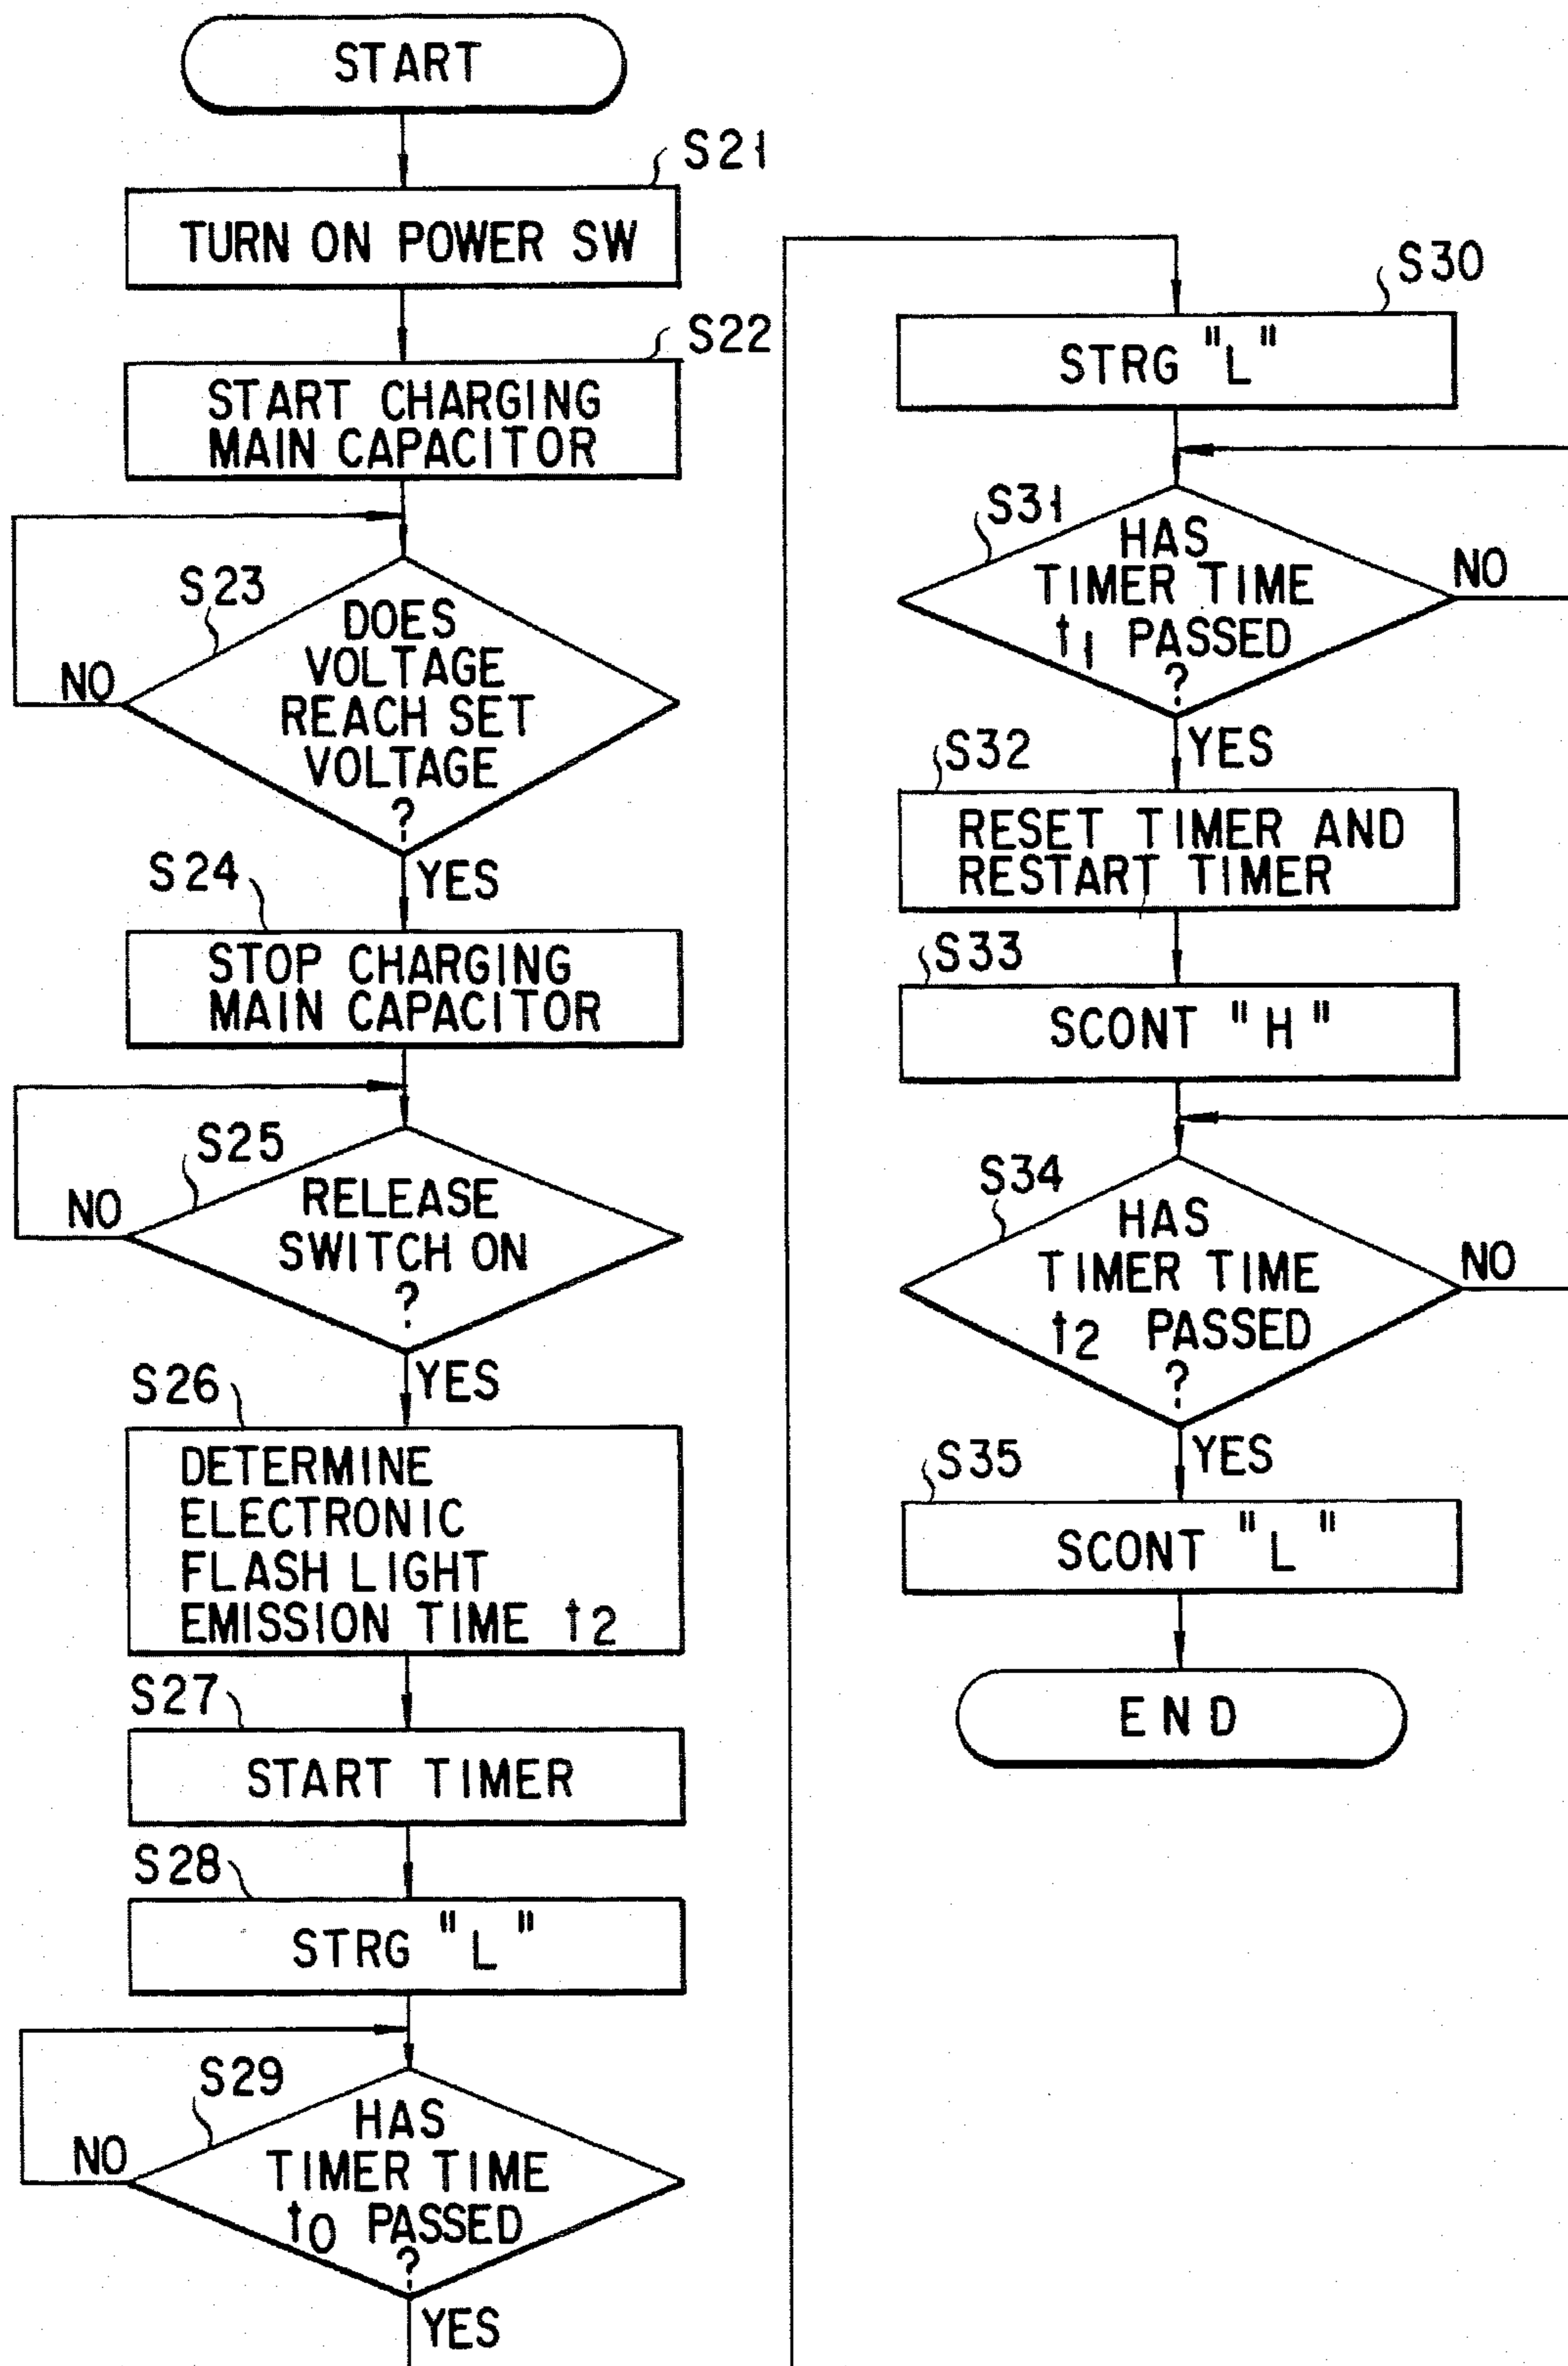 START
S21
TURN ON POWER SW
S22
START CHARGING
MAIN CAPACITOR
S23
DOES
VOLTAGE
REACH SET
VOLTAGE
?
NO
YES
S24
STOP CHARGING
MAIN CAPACITOR
S25
RELEASE
SWITCH ON
?
NO
YES
S26
DETERMINE
ELECTRONIC
FLASH LIGHT
EMISSION TIME t2
S27
START TIMER
S28
STRG "L"
S29
HAS
TIMER TIME
t0 PASSED
?
NO
YES
S30
STRG "L"
S31
HAS
TIMER TIME
t1 PASSED
?
NO
YES
S32
RESET TIMER AND
RESTART TIMER
S33
SCONT "H"
S34
HAS
TIMER TIME
t2 PASSED
?
NO
YES
S35
SCONT "L"
END